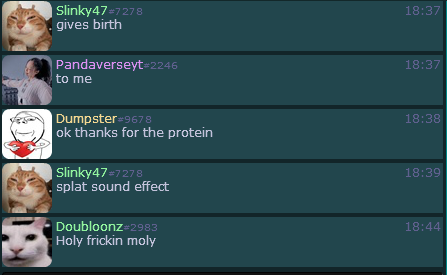 Slinky47#7278 18:37
gives birth
Pandaverseyt#2246 18:37
to me
Dumpster#9678 18:38
ok thanks for the protein
Slinky47#7278 18:39
splat sound effect
Doubloonz#2983 18:44
Holy frickin moly